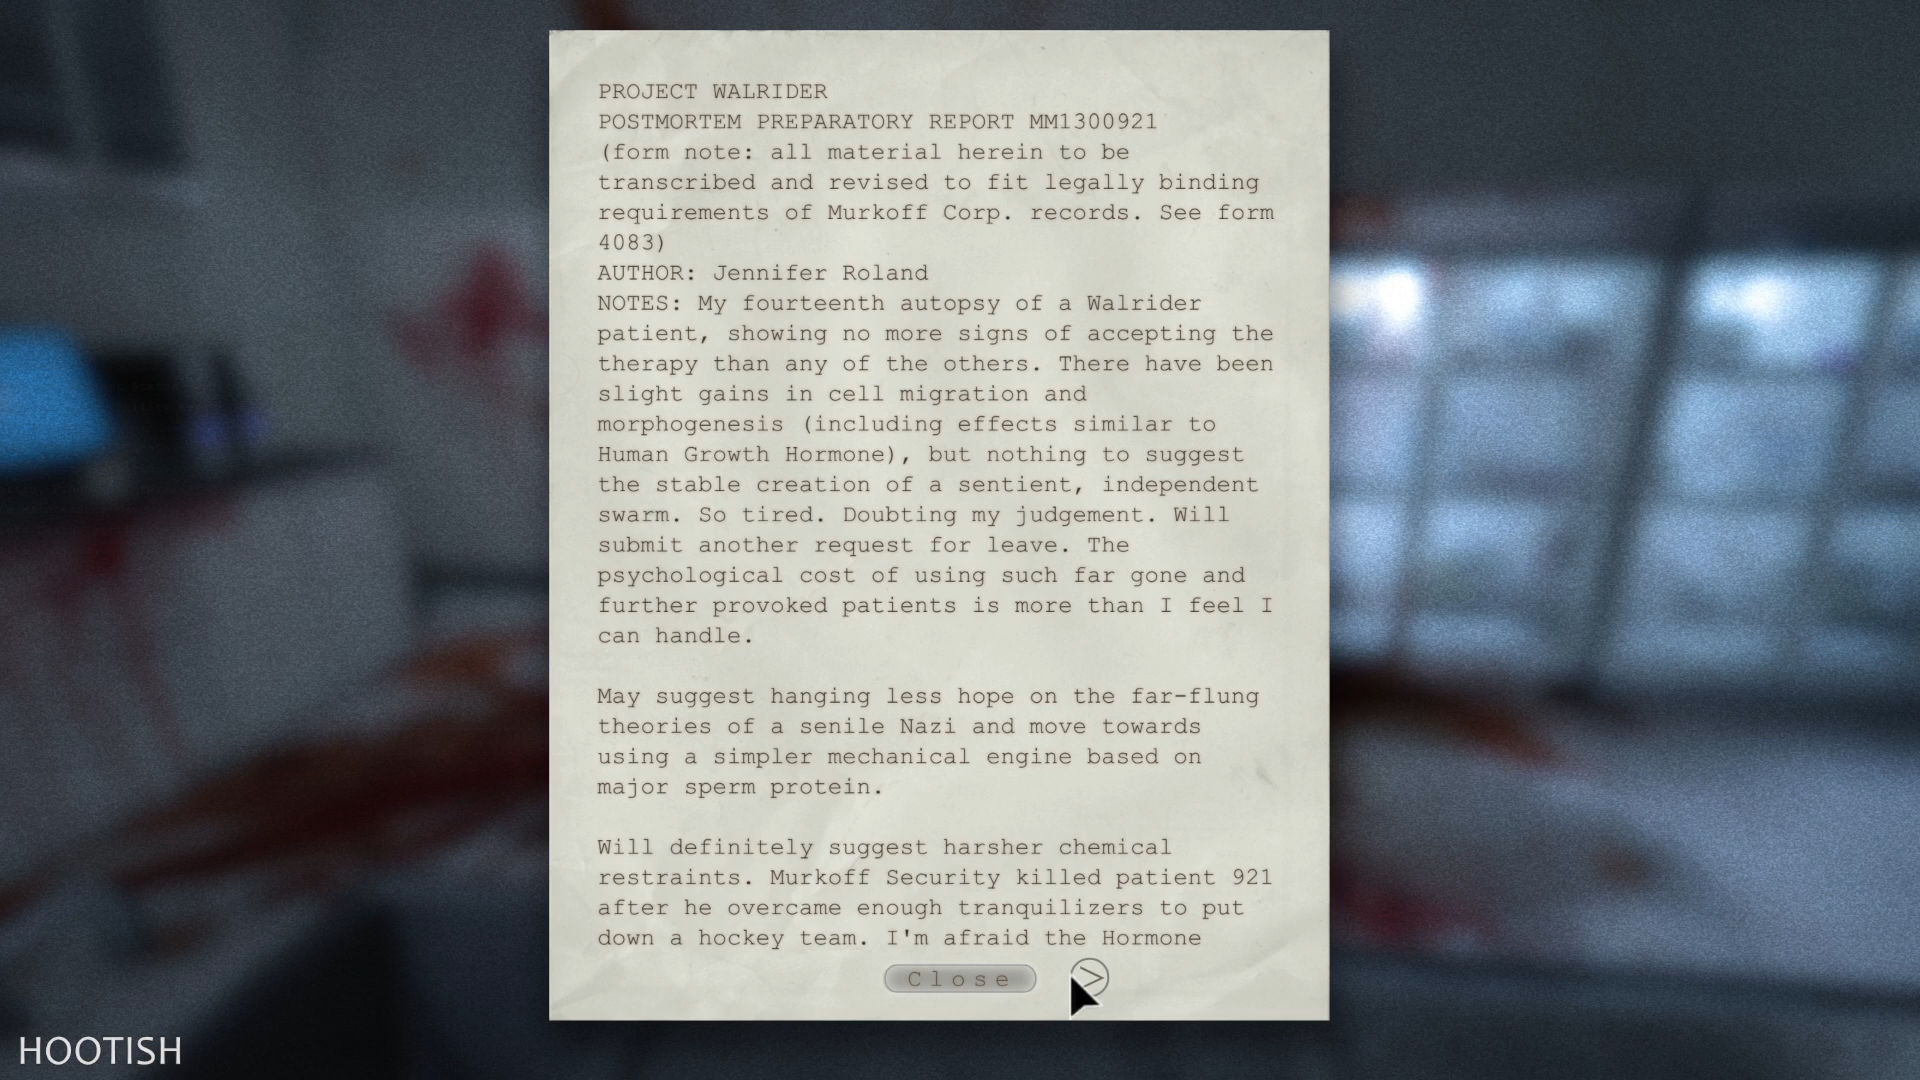 PROJECT WALRIDER
POSTMORTEM PREPARATORY REPORT MM1300921
(form note: all material herein to be
transcribed and revised to fit legally binding
requirements of Murkoff Corp. records. See form
4083)
AUTHOR: Jennifer Roland
NOTES: My fourteenth autopsy of a Walrider
patient, showing no more signs of accepting the
therapy than any of the others. There have been
slight gains in cell migration and
morphogenesis (including effects similar to
Human Growth Hormone), but nothing to suggest
the stable creation of a sentient, independent
swarm. So tired. Doubting my judgement. Will
submit another request for leave. The
psychological cost of using such far gone and
further provoked patients is more than I feel I
can handle.
May suggest hanging less hope on the far-flung
theories of a senile Nazi and move towards
using a simpler mechanical engine based on
major sperm protein.
Will definitely suggest harsher chemical
restraints. Murkoff Security killed patient 921
after he overcame enough tranquilizers to put
down a hockey team. I'm afraid the Hormone
Close >
HOOTISH